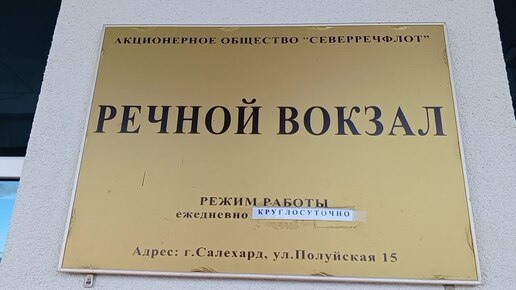 АКЦИОНЕРНОЕ ОБЩЕСТВО "СЕВЕРРЕЧФЛОТ"
РЕЧНОЙ ВОКЗАЛ
РЕЖИМ РАБОТЫ
ежедневно КРУГЛОСУТОЧНО
Адрес: г.Салехард, ул.Полуйская 15